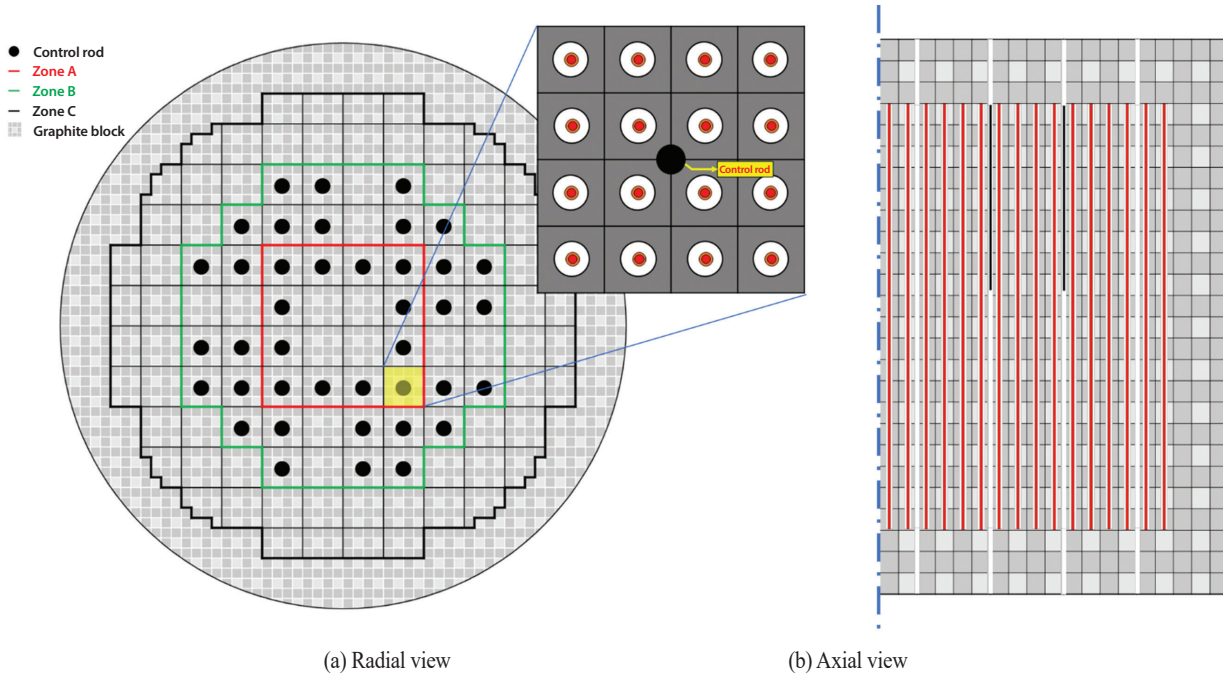 Control rod
Zone A
Zone B
Zone C
Graphite block
Control rod
(a) Radial view
(b) Axial view